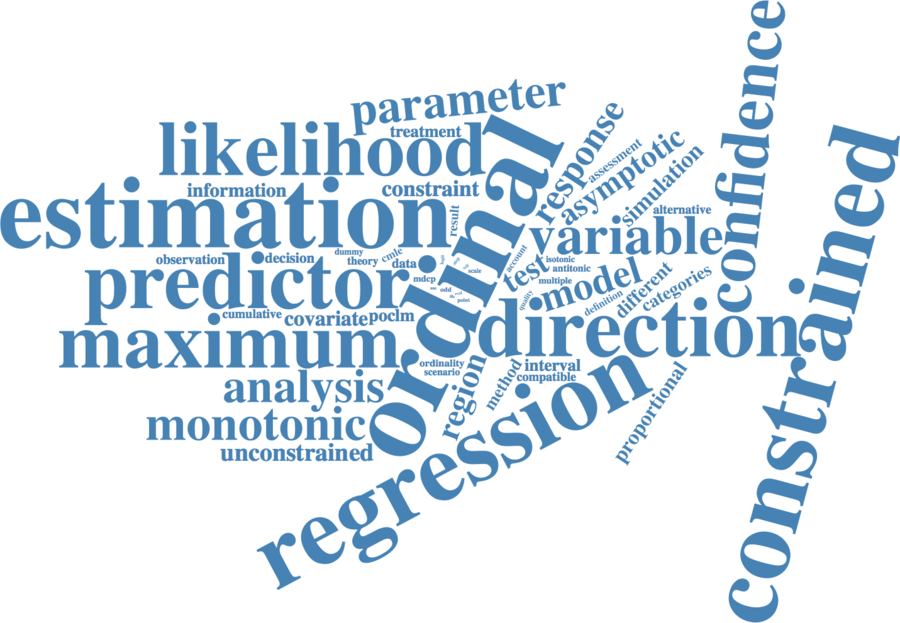 confidence
parameter
likelihood
treatment
ordinal
response
assessment
asymptotic
simulation
constrained
information
constraint
estimation
result
alternative
variable
observation
decision
dummy
theory
cmle
data
account
isotonic
antitonic
test
scale
predictor
mdcp
odd
point
multiple
model
different
categories
quality
definition
cumulative
covariate
poclm
direction
maximum
ordinality
scenario
interval
compatible
method
region
analysis
proportional
monotonic
unconstrained
regression